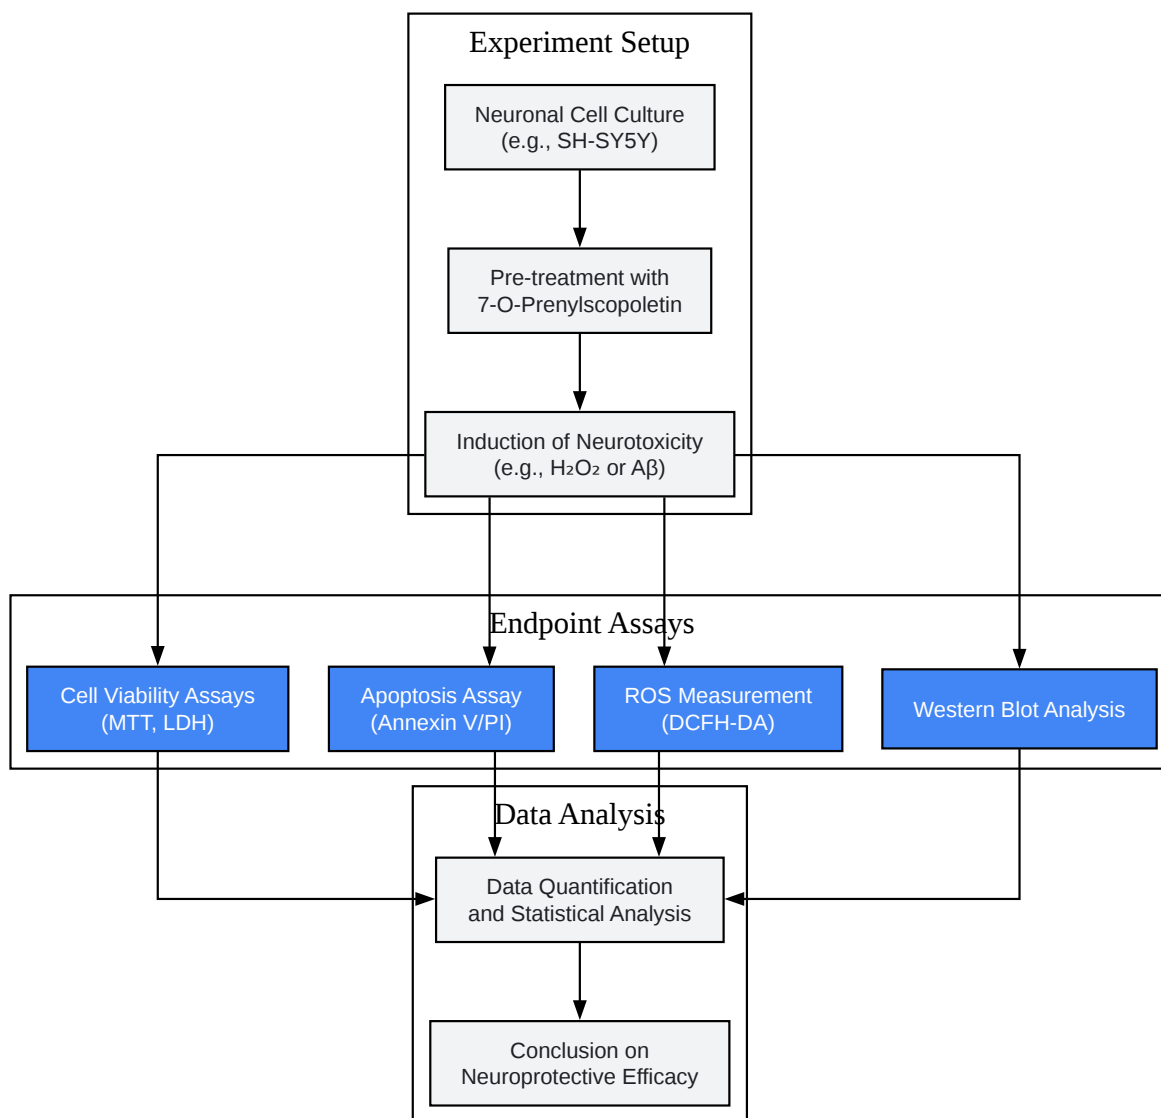 Experiment Setup
Neuronal Cell Culture
(e.g., SH-SY5Y)
Pre-treatment with
7-O-Prenylscopoletin
Induction of Neurotoxicity
(e.g., H₂O₂ or Aβ)
Endpoint Assays
Cell Viability Assays
(MTT, LDH)
Apoptosis Assay
(Annexin V/PI)
ROS Measurement
(DCFH-DA)
Western Blot Analysis
Data Analysis
Data Quantification
and Statistical Analysis
Conclusion on
Neuroprotective Efficacy